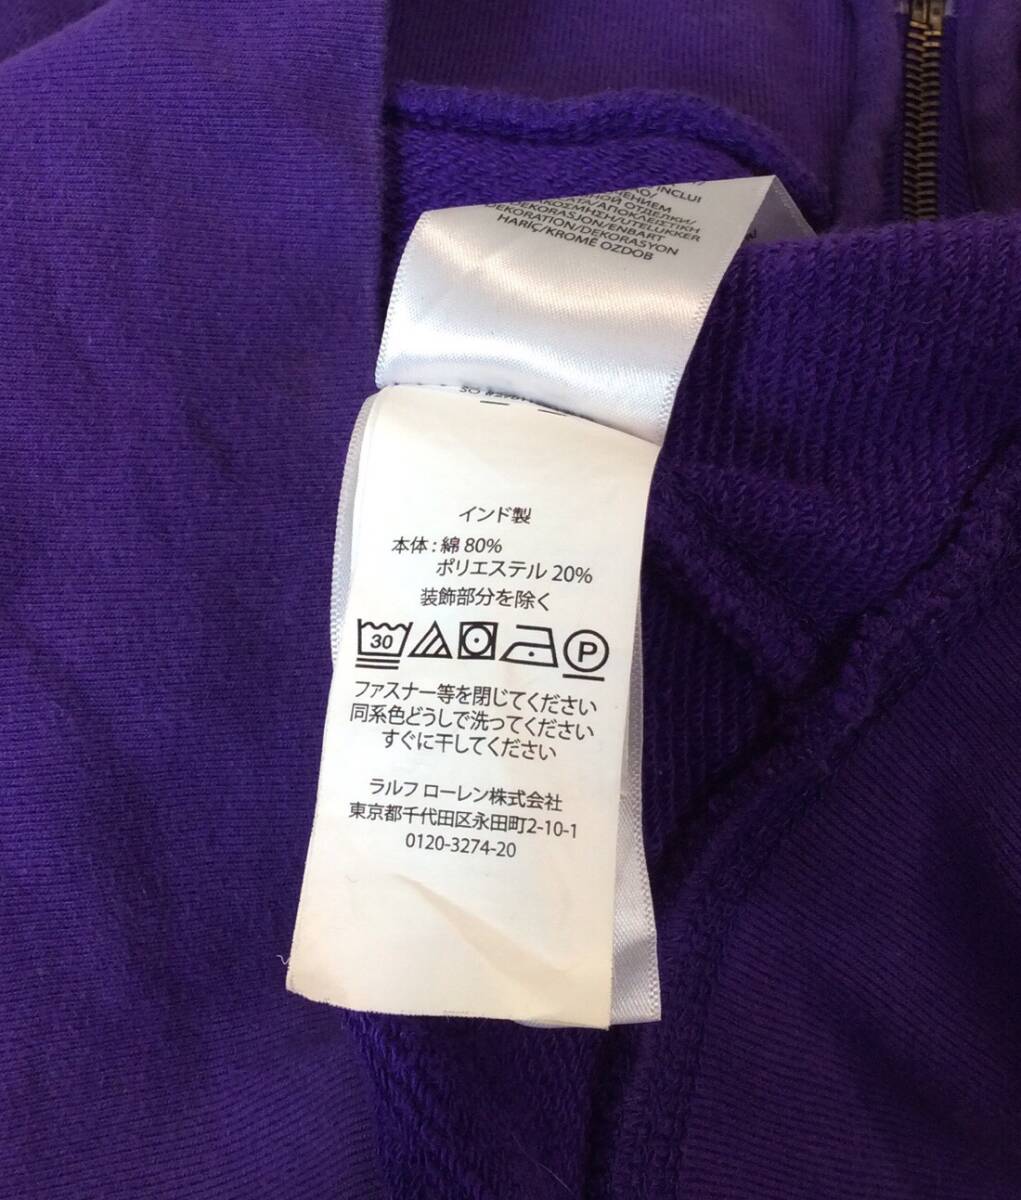 INCLUI
DEKORASJON/ENBART UTELUKKER
DEKORATION/DEKORASYON
HARİÇ/KROMĚ OZDOB
インド製
本体 : 綿 80%
ポリエステル 20%
装飾部分を除く
30
P
ファスナー等を閉じてください
同系色どうしで洗ってください
すぐに干してください
ラルフ ローレン株式会社
東京都千代田区永田町2-10-1
0120-3274-20